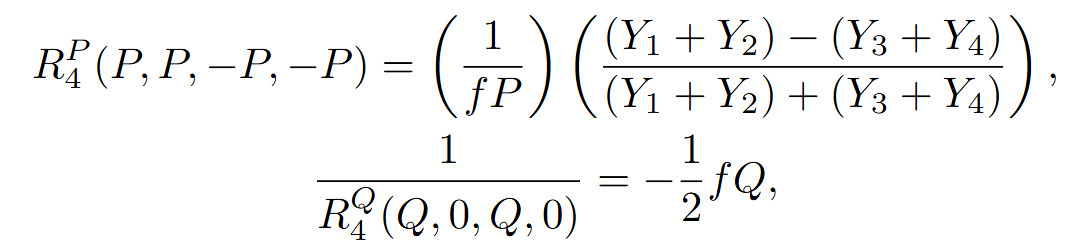 $R_4^P(P, P, -P, -P) = \left(\frac{1}{fP}\right)\left(\frac{(Y_1 + Y_2) - (Y_3 + Y_4)}{(Y_1 + Y_2) + (Y_3 + Y_4)}\right),$
$\frac{1}{R_4^Q(Q, 0, Q, 0)} = -\frac{1}{2}fQ,$